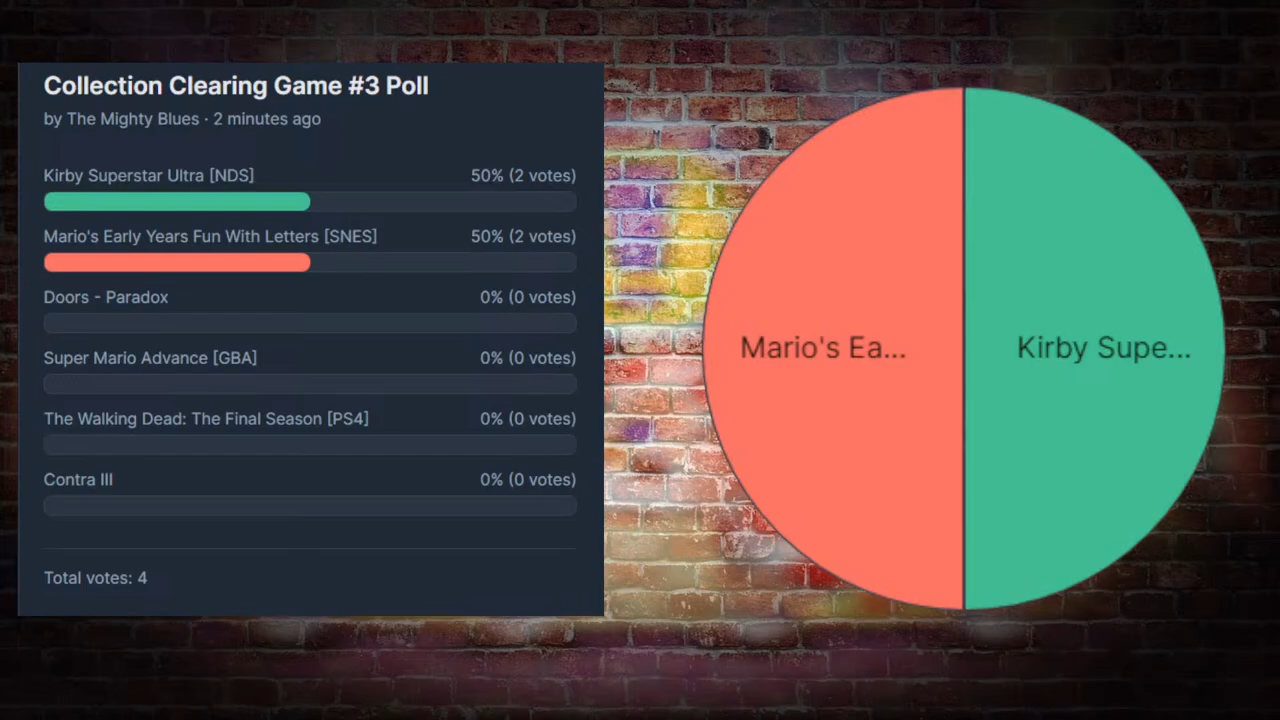 Collection Clearing Game #3 Poll
by The Mighty Blues · 2 minutes ago
Kirby Superstar Ultra [NDS] 50% (2 votes)
Mario's Early Years Fun With Letters [SNES] 50% (2 votes)
Doors - Paradox 0% (0 votes)
Super Mario Advance [GBA] 0% (0 votes)
The Walking Dead: The Final Season [PS4] 0% (0 votes)
Contra III 0% (0 votes)
Total votes: 4
Mario's Ea... Kirby Supe...